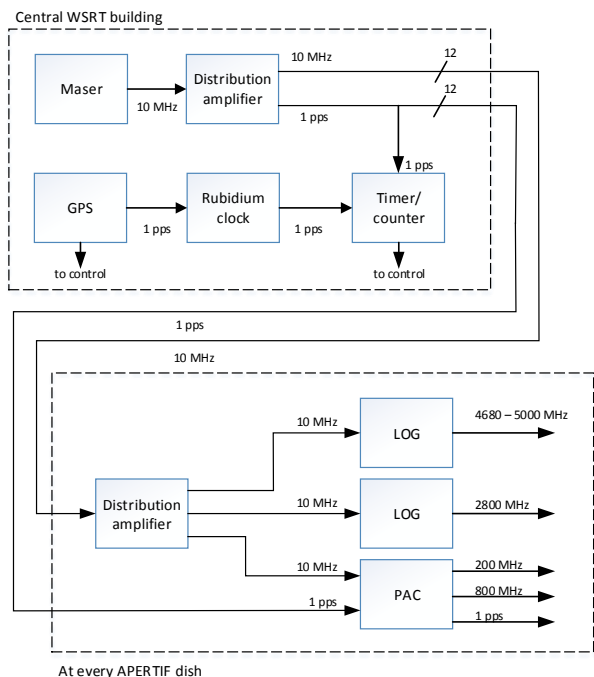 Central WSRT building
10 MHz
12
Maser
Distribution
amplifier
10 MHz
12
1 pps
1 pps
GPS
Rubidium
clock
Timer/
counter
1 pps
1 pps
to control
to control
1 pps
10 MHz
10 MHz
LOG
4680 – 5000 MHz
Distribution
amplifier
10 MHz
LOG
2800 MHz
10 MHz
200 MHz
1 pps
PAC
800 MHz
1 pps
At every APERTIF dish